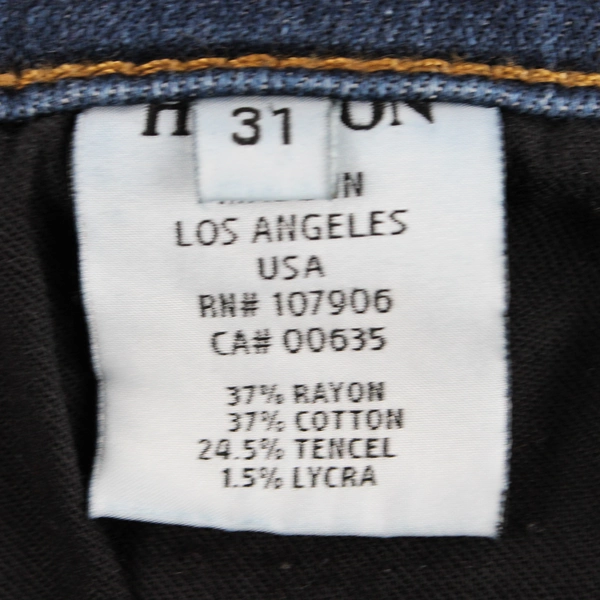 31
LOS ANGELES
USA
RN# 107906
CA# 00635
37% RAYON
37% COTTON
24.5% TENCEL
1.5% LYCRA